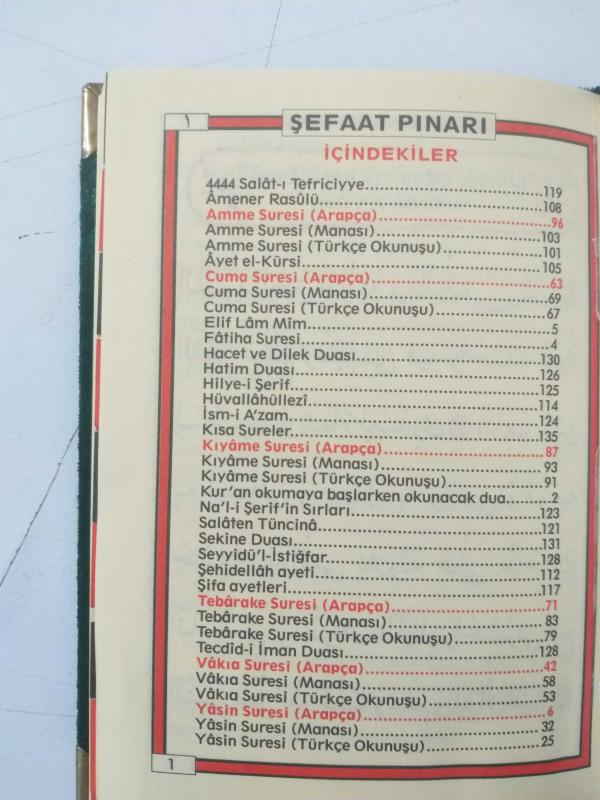 ١
ŞEFAAT PINARI
İÇİNDEKİLER
4444 Salât-ı Tefriciyye..........119
Âmener Rasûlü..........108
Amme Suresi (Arapça)..........96
Amme Suresi (Manası)..........103
Amme Suresi (Türkçe Okunuşu)..........101
Âyet el-Kürsi..........105
Cuma Suresi (Arapça)..........63
Cuma Suresi (Manası)..........69
Cuma Suresi (Türkçe Okunuşu)..........67
Elif Lâm Mîm..........5
Fâtiha Suresi..........4
Hacet ve Dilek Duası..........130
Hatim Duası..........126
Hilye-i Şerif..........125
Hüvallâhüllezî..........114
İsm-i A'zam..........124
Kısa Sureler..........135
Kıyâme Suresi (Arapça)..........87
Kıyâme Suresi (Manası)..........93
Kıyâme Suresi (Türkçe Okunuşu)..........91
Kur'an okumaya başlarken okunacak dua..........2
Na'l-i Şerif'in Sırları..........123
Salâten Tüncinâ..........121
Sekine Duası..........131
Seyyidü'l-İstiğfar..........128
Şehidellâh ayeti..........112
Şifa ayetleri..........117
Tebârake Suresi (Arapça)..........71
Tebârake Suresi (Manası)..........83
Tebârake Suresi (Türkçe Okunuşu)..........79
Tecdîd-i İman Duası..........128
Vâkıa Suresi (Arapça)..........42
Vâkıa Suresi (Manası)..........58
Vâkıa Suresi (Türkçe Okunuşu)..........53
Yâsin Suresi (Arapça)..........6
Yâsin Suresi (Manası)..........32
Yâsin Suresi (Türkçe Okunuşu)..........25
1